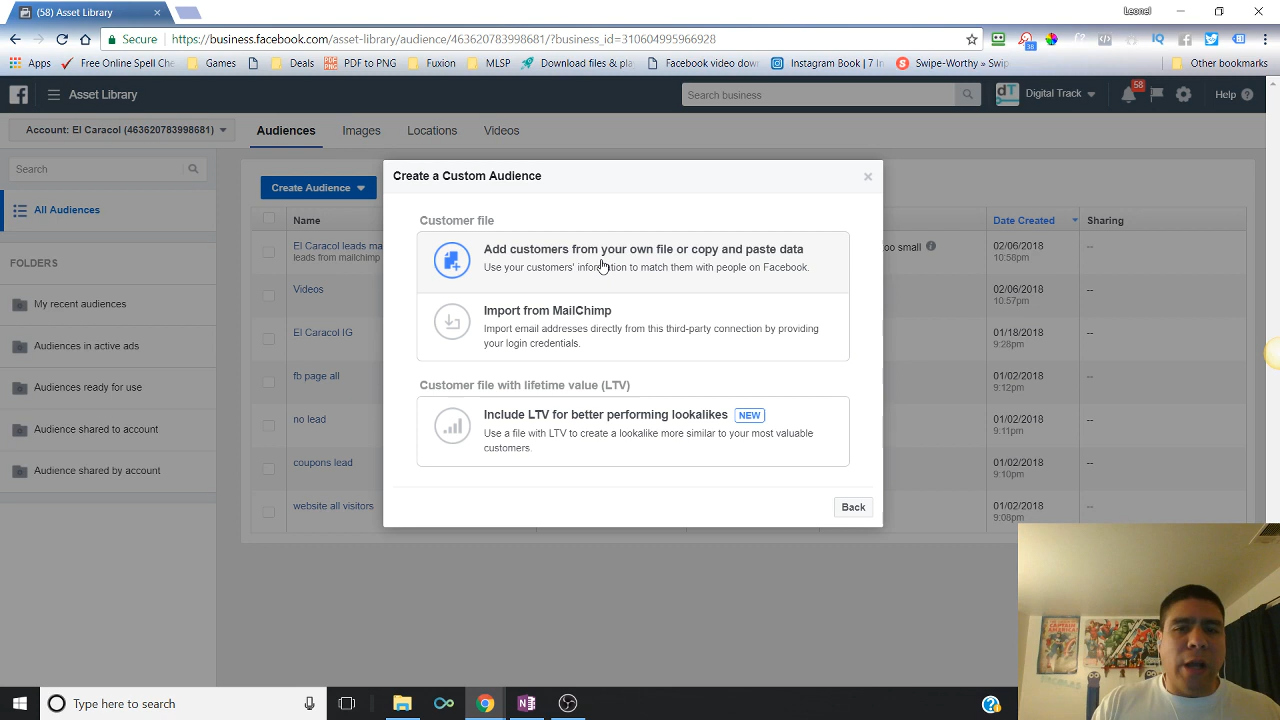 (58) Asset Library
Leonel
Secure
https://business.facebook.com/asset-library/audience/463620783998681/?business_id=310604995966928
Apps
Free Online Spell Che
Games
Deals
PDF to PNG
Fuxion
MLSP
Download files & pla
Facebook video down
Instagram Book | 7 In
Swipe-Worthy » Swip
Other bookmarks
Asset Library
Search business
Digital Track
58
Help
Account: El Caracol (463620783998681)
Audiences
Images
Locations
Videos
Search
All Audiences
FOLDERS
My recent audiences
Audiences in active ads
Audiences ready for use
Audience shared to account
Audience shared by account
Create Audience
Name
Date Created
Sharing
El Caracol leads ma
leads from mailchimp
too small
02/06/2018
10:58pm
--
Videos
02/06/2018
10:57pm
--
El Caracol IG
01/18/2018
9:28pm
--
fb page all
01/02/2018
9:12pm
--
no lead
01/02/2018
9:11pm
--
coupons lead
01/02/2018
9:10pm
--
website all visitors
01/02/2018
9:08pm
--
Create a Custom Audience
Customer file
Add customers from your own file or copy and paste data
Use your customers' information to match them with people on Facebook.
Import from MailChimp
Import email addresses directly from this third-party connection by providing
your login credentials.
Customer file with lifetime value (LTV)
Include LTV for better performing lookalikes NEW
Use a file with LTV to create a lookalike more similar to your most valuable
customers.
Back
CAPTAIN
AMERICA
Type here to search